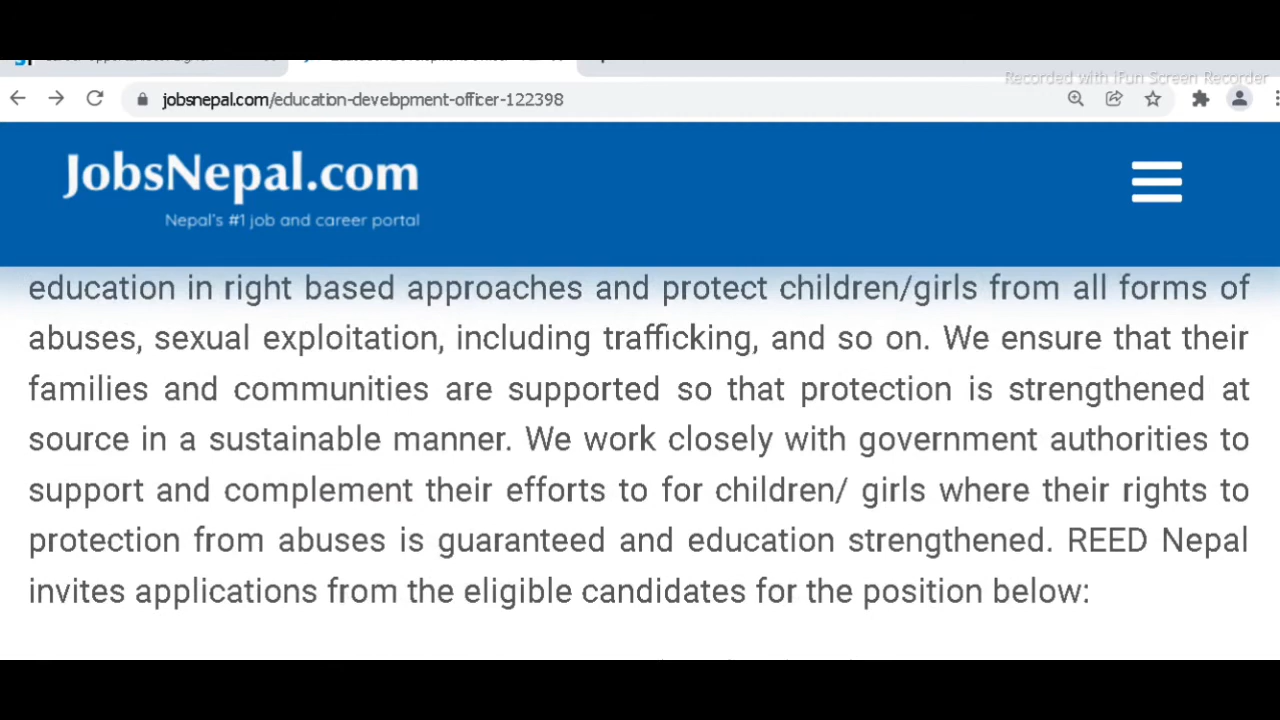 Recorded with iFun Screen Recorder
jobsnepal.com/education-development-officer-122398
JobsNepal.com
Nepal's #1 job and career portal
education in right based approaches and protect children/girls from all forms of
abuses, sexual exploitation, including trafficking, and so on. We ensure that their
families and communities are supported so that protection is strengthened at
source in a sustainable manner. We work closely with government authorities to
support and complement their efforts to for children/ girls where their rights to
protection from abuses is guaranteed and education strengthened. REED Nepal
invites applications from the eligible candidates for the position below: